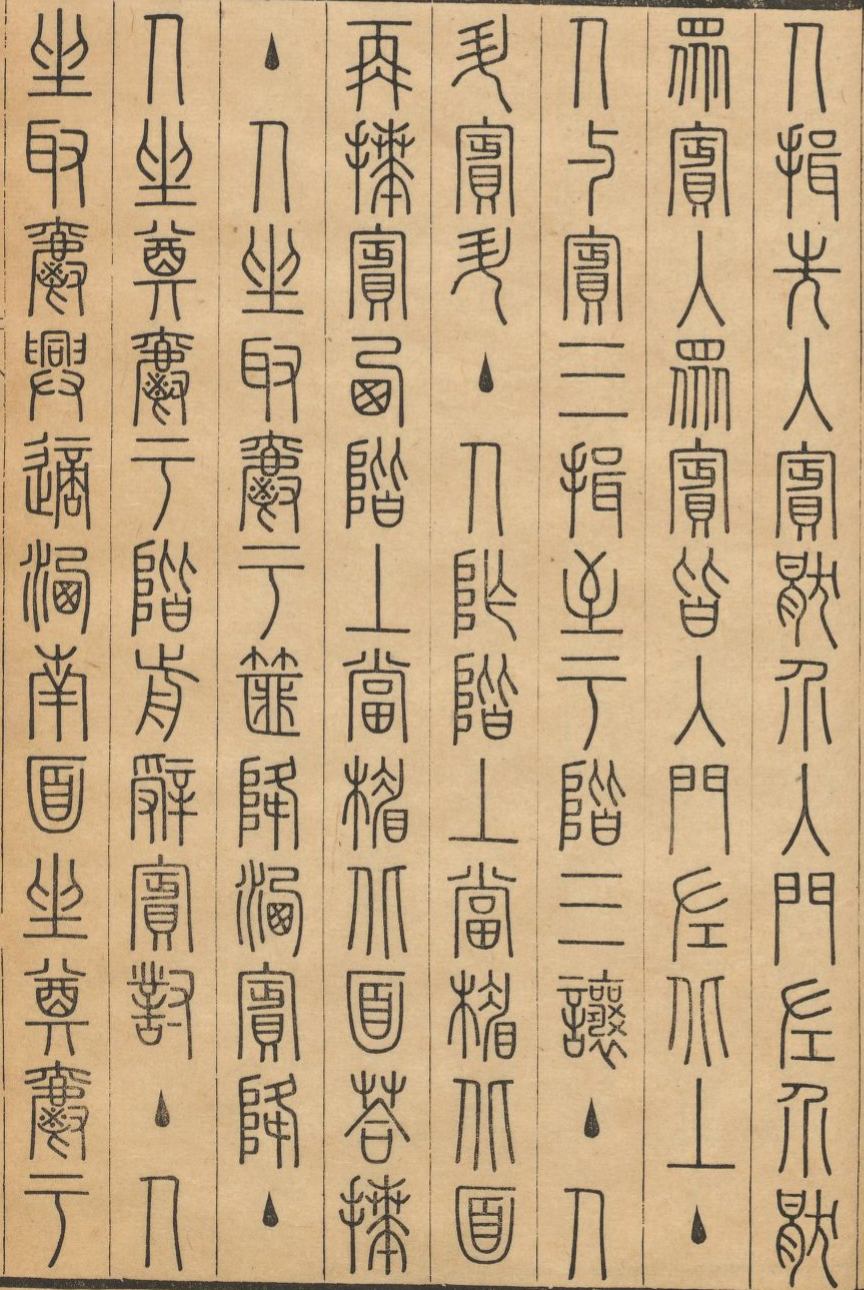 人揖先入賓厭介入門左介厭
眾賓入眾賓皆入門左北上主
人与賓三揖至于階三讓主人
升賓升主人阼階上當楣北面
再拜賓西階上當楣北面荅拜
主人坐取爵于篚降洗賓降主
人坐奠爵于階前辭賓對主人
坐取爵興適洗南面坐奠爵于